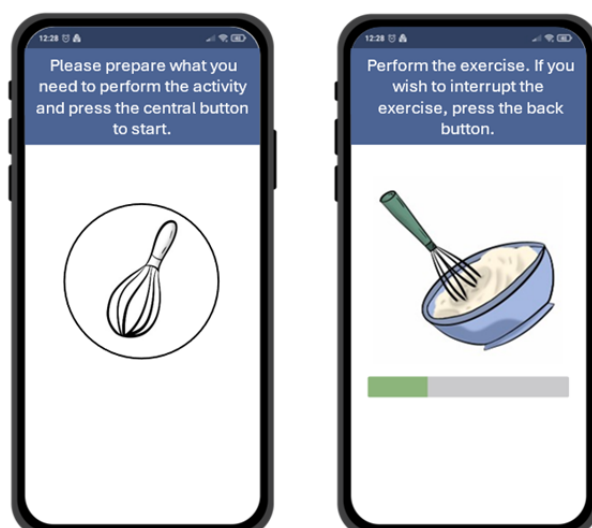 12:28
Please prepare what you
need to perform the activity
and press the central button
to start.
12:28
Perform the exercise. If you
wish to interrupt the
exercise, press the back
button.